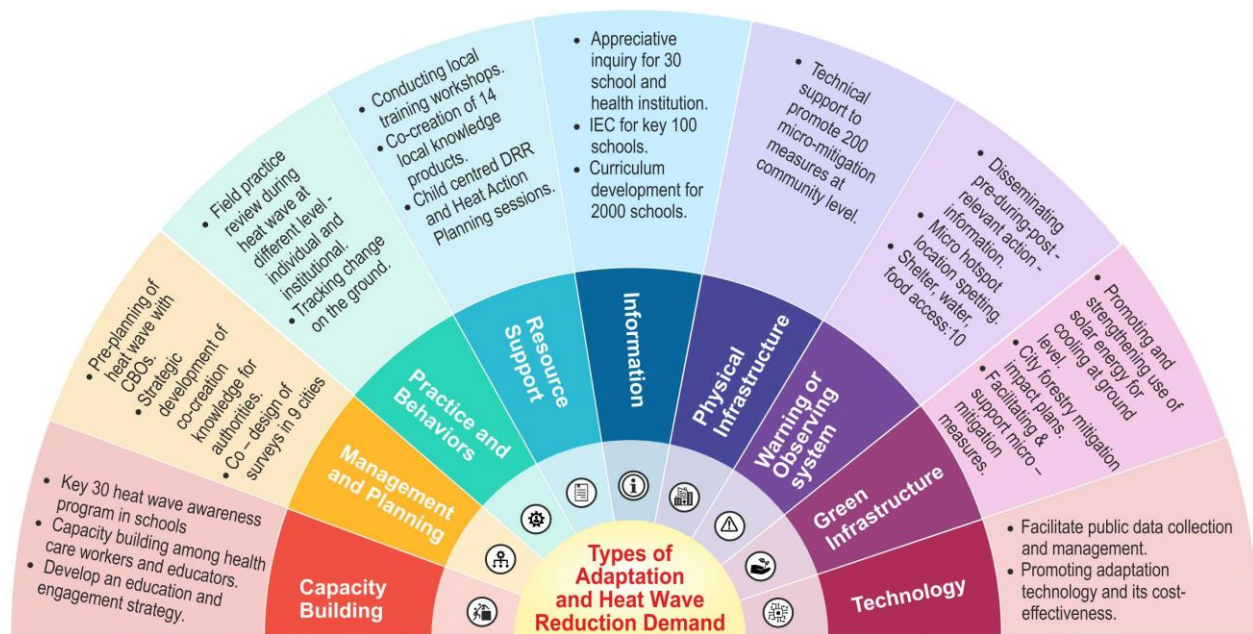 • Key 30 heat wave awareness
program in schools
• Capacity building among health
care workers and educators.
• Develop an education and
engagement strategy.
Capacity
Building
• Pre-planning of
heat wave with
CBOs.
• Strategic
development of
co-creation
knowledge for
authorities.
• Co – design of
surveys in 9 cities
Management
and Planning
• Field practice
review during
heat wave at
different level -
individual and
institutional.
• Tracking change
on the ground.
Practice and
Behaviors
• Conducting local
training workshops.
• Co-creation of 14
local knowledge
products.
• Child centred DRR
and Heat Action
Planning sessions.
Resource
Support
• Appreciative
inquiry for 30
school and
health institution.
• IEC for key 100
schools.
• Curriculum
development for
2000 schools.
Information
• Technical
support to
promote 200
micro-mitigation
measures at
community level.
Physical
Infrastructure
• Disseminating
pre-during-post-
relevant action -
information.
• Micro hotspot
location spetting.
• Shelter, water,
food access:10
Warning or
Observing
system
• Promoting and
strengthening use of
solar energy for
cooling at ground
level.
• City forestry mitigation
impact plans.
• Facilitating &
support micro –
mitigation
measures.
Green
Infrastructure
• Facilitate public data collection
and management.
• Promoting adaptation
technology and its cost-
effectiveness.
Technology
Types of
Adaptation
and Heat Wave
Reduction Demand